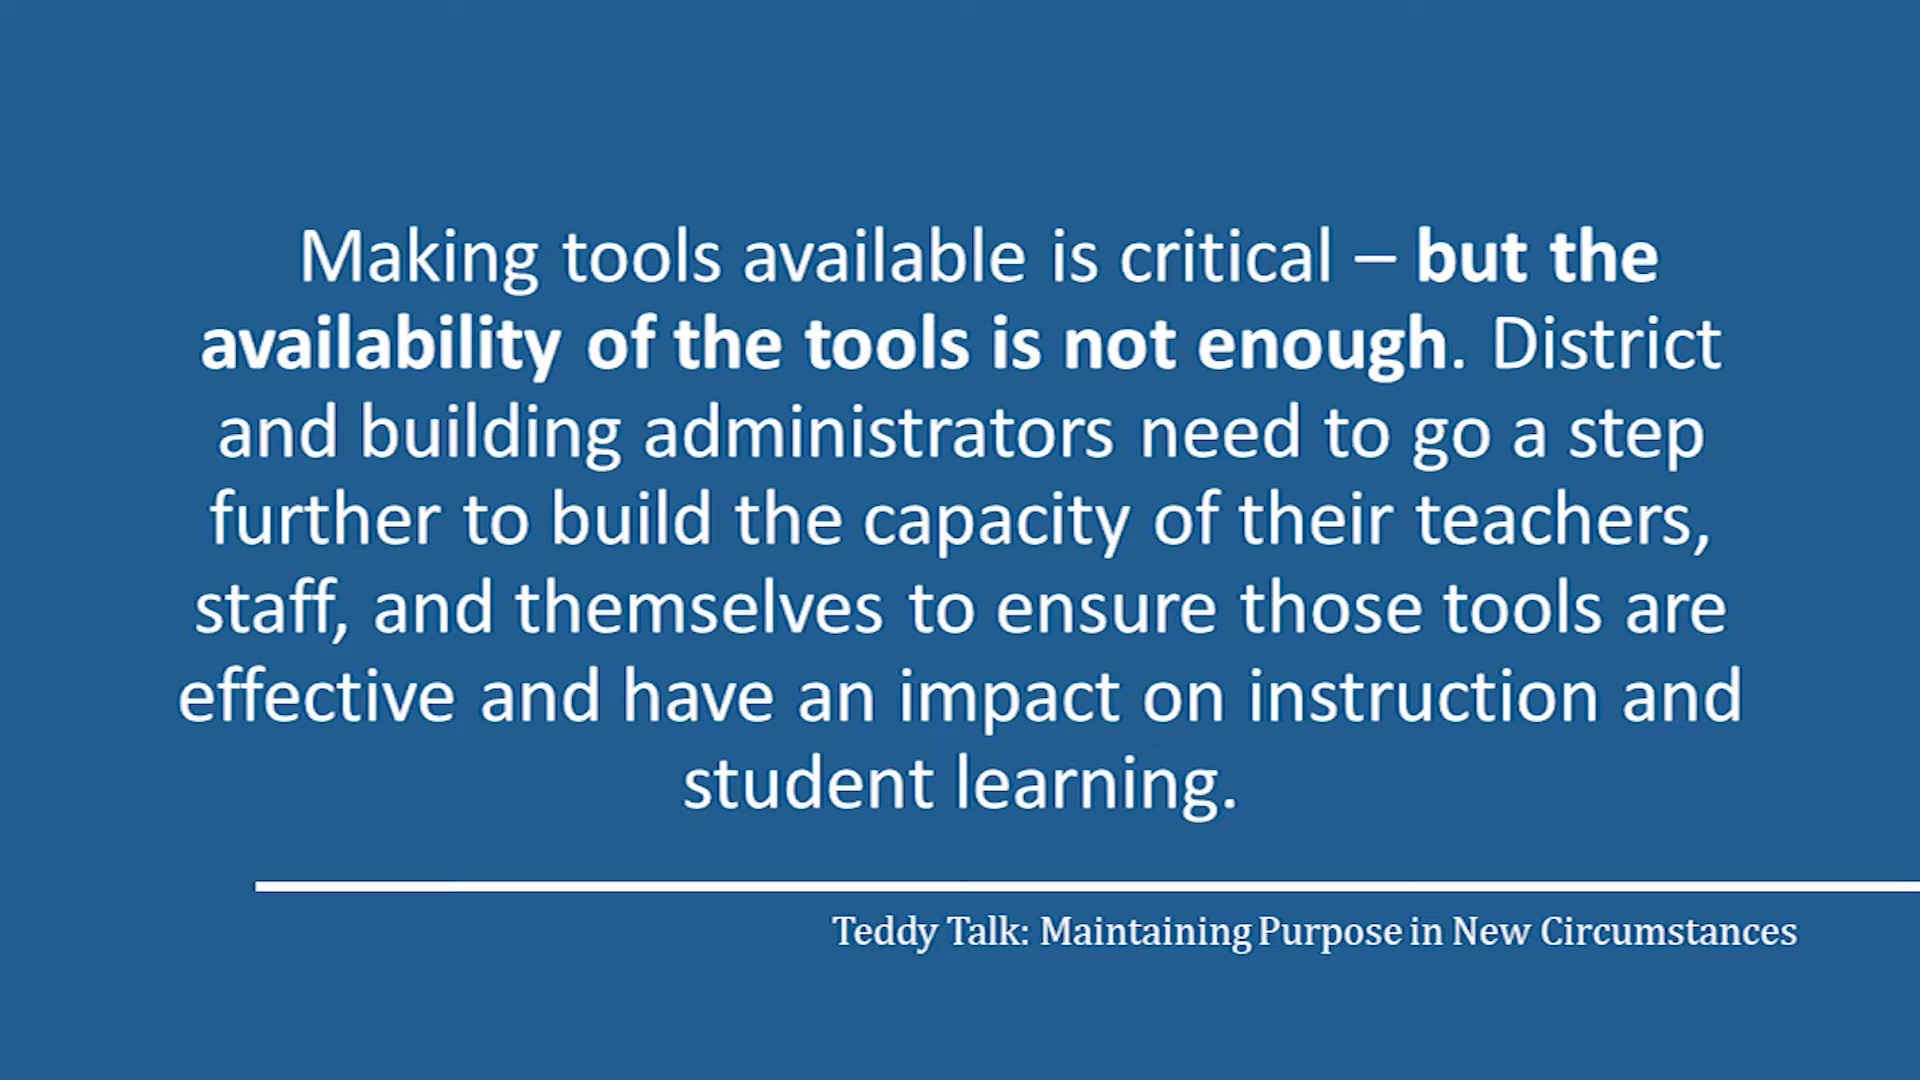 Making tools available is critical – but the
availability of the tools is not enough. District
and building administrators need to go a step
further to build the capacity of their teachers,
staff, and themselves to ensure those tools are
effective and have an impact on instruction and
student learning.
Teddy Talk: Maintaining Purpose in New Circumstances